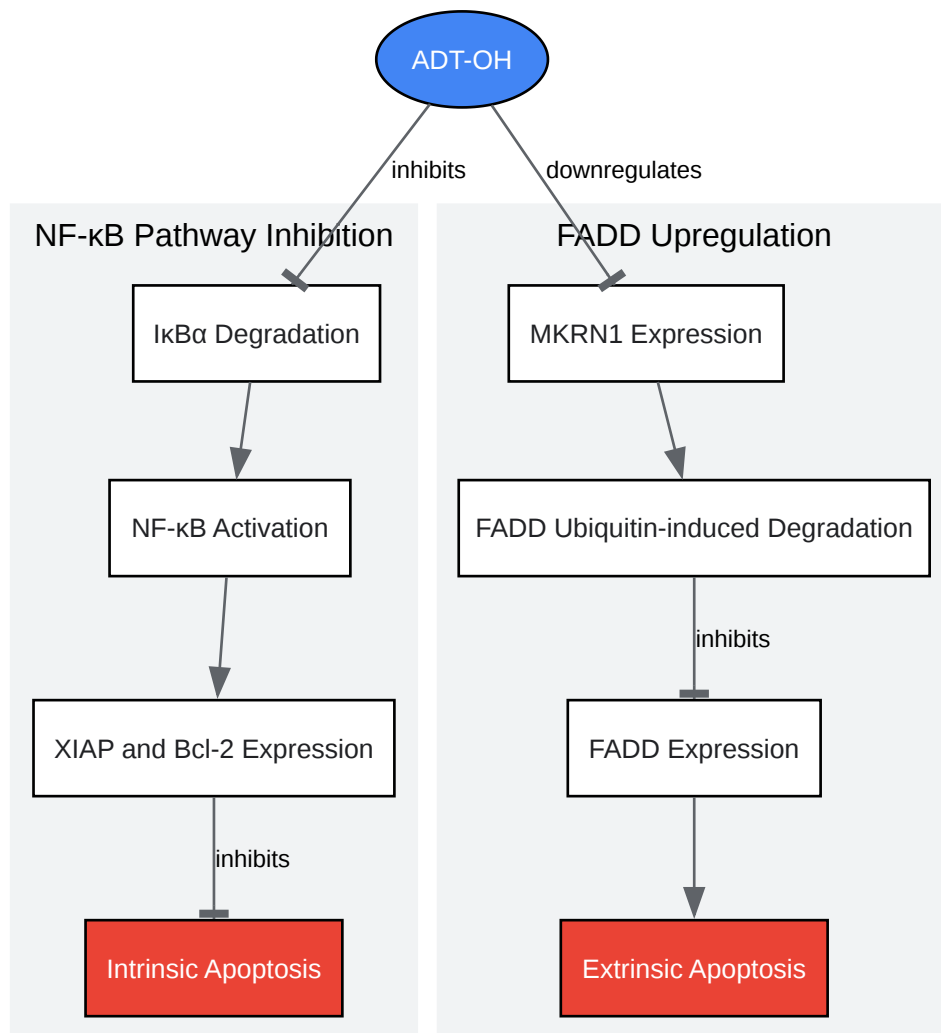 ADT-OH
inhibits
downregulates
NF-κB Pathway Inhibition
FADD Upregulation
IκBα Degradation
MKRN1 Expression
NF-κB Activation
FADD Ubiquitin-induced Degradation
inhibits
XIAP and Bcl-2 Expression
FADD Expression
inhibits
Intrinsic Apoptosis
Extrinsic Apoptosis